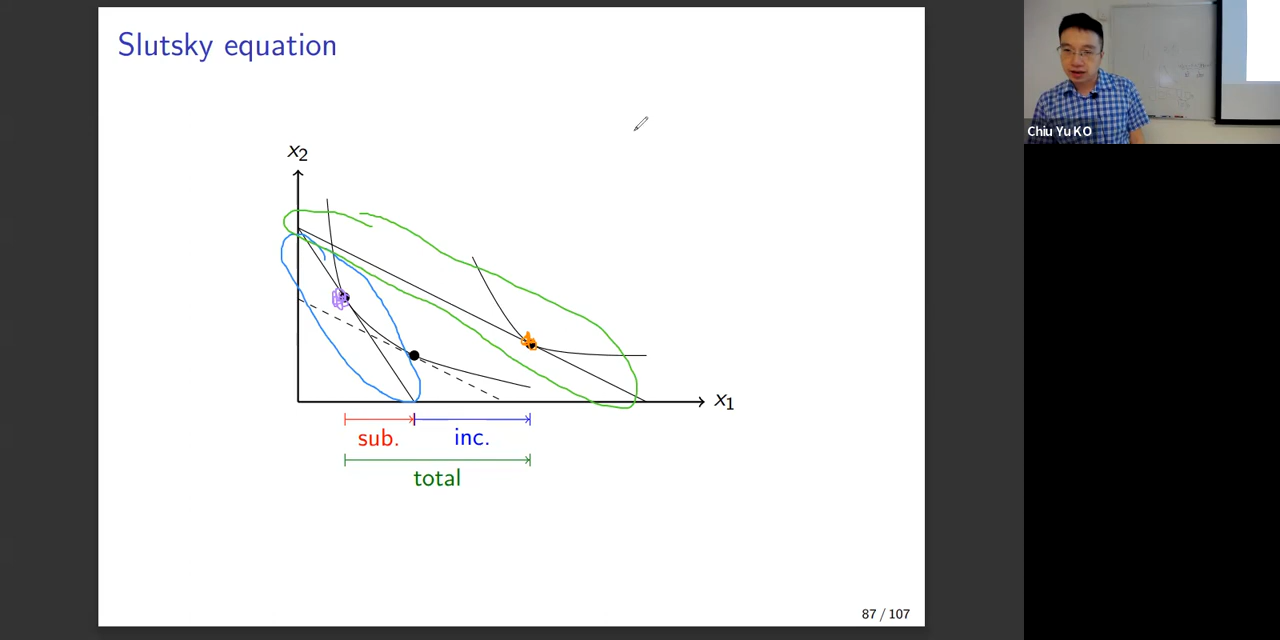 Slutsky equation
Chiu Yu KO
x₂
x₁
sub.
inc.
total
87 / 107